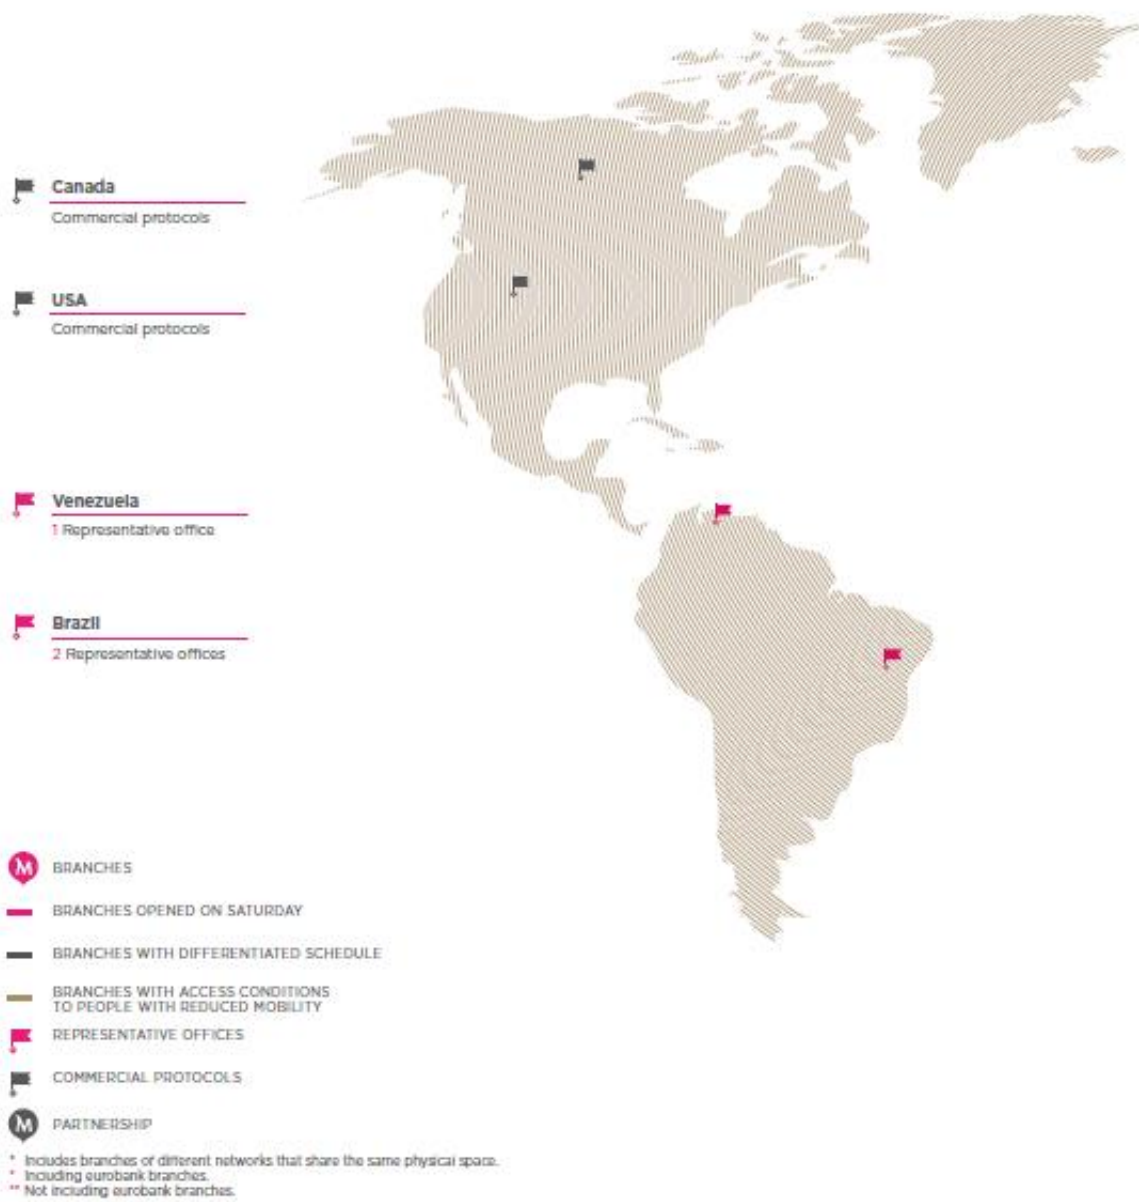 Canada
Commercial protocols
USA
Commercial protocols
Venezuela
1 Representative office
Brazil
2 Representative offices
M BRANCHES
BRANCHES OPENED ON SATURDAY
BRANCHES WITH DIFFERENTIATED SCHEDULE
BRANCHES WITH ACCESS CONDITIONS
TO PEOPLE WITH REDUCED MOBILITY
REPRESENTATIVE OFFICES
COMMERCIAL PROTOCOLS
M PARTNERSHIP
* Includes branches of different networks that share the same physical space.
* Including eurobank branches.
** Not including eurobank branches.